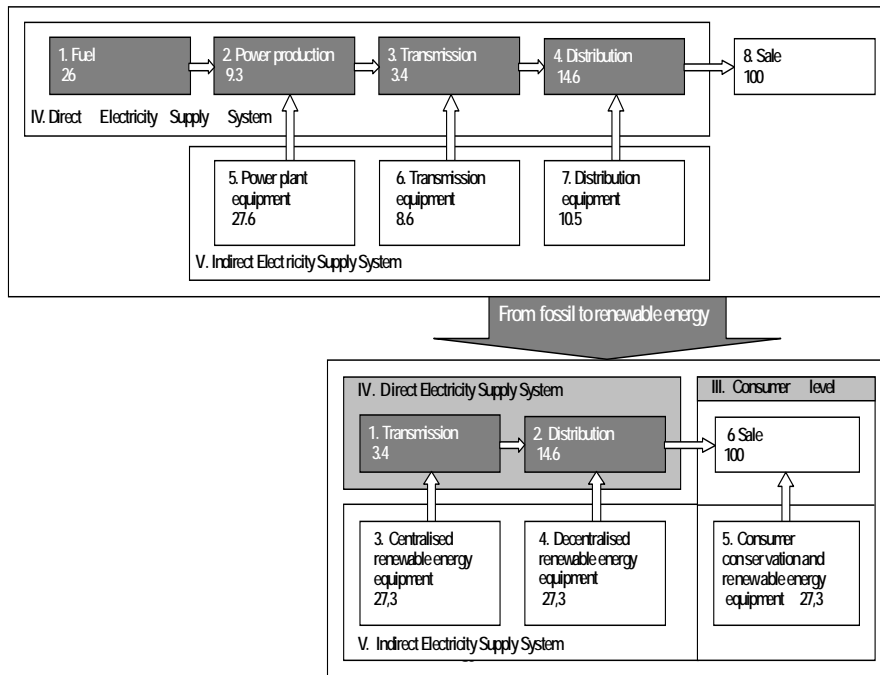 1. Fuel
26
2. Power production
9.3
3. Transmission
3.4
4. Distribution
14.6
8. Sale
100
IV. Direct Electricity Supply System
5. Power plant
equipment
27.6
6. Transmission
equipment
8.6
7. Distribution
equipment
10.5
V. Indirect Electricity Supply System
From fossil to renewable energy
IV. Direct Electricity Supply System
III. Consumer level
1. Transmission
3.4
2. Distribution
14.6
6 Sale
100
3. Centralised
renewable energy
equipment
27,3
4. Decentralised
renewable energy
equipment
27,3
5. Consumer
conservation and
renewable energy
equipment 27,3
V. Indirect Electricity Supply System